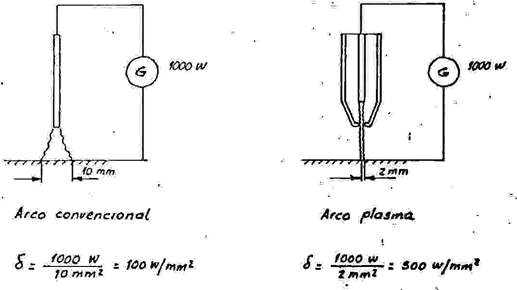 G
1000 W
10 mm
Arco convencional
δ = 1000 W / 10 mm² = 100 W/mm²
G
1000 W
2 mm
Arco plasma
δ = 1000 W / 2 mm² = 500 W/mm²